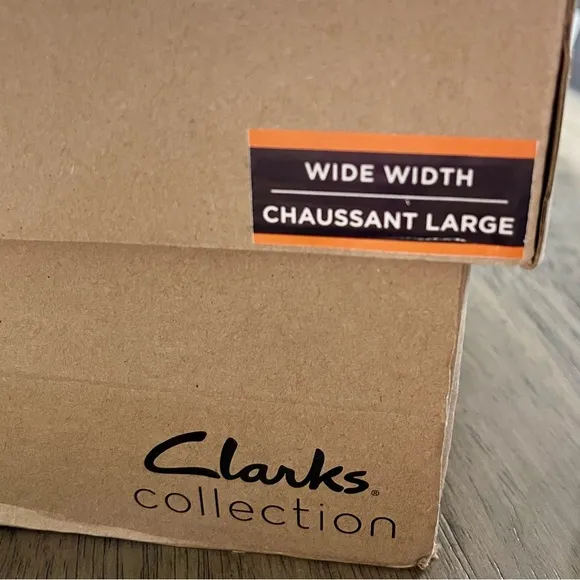 WIDE WIDTH
CHAUSSANT LARGE
Clarks®
collection